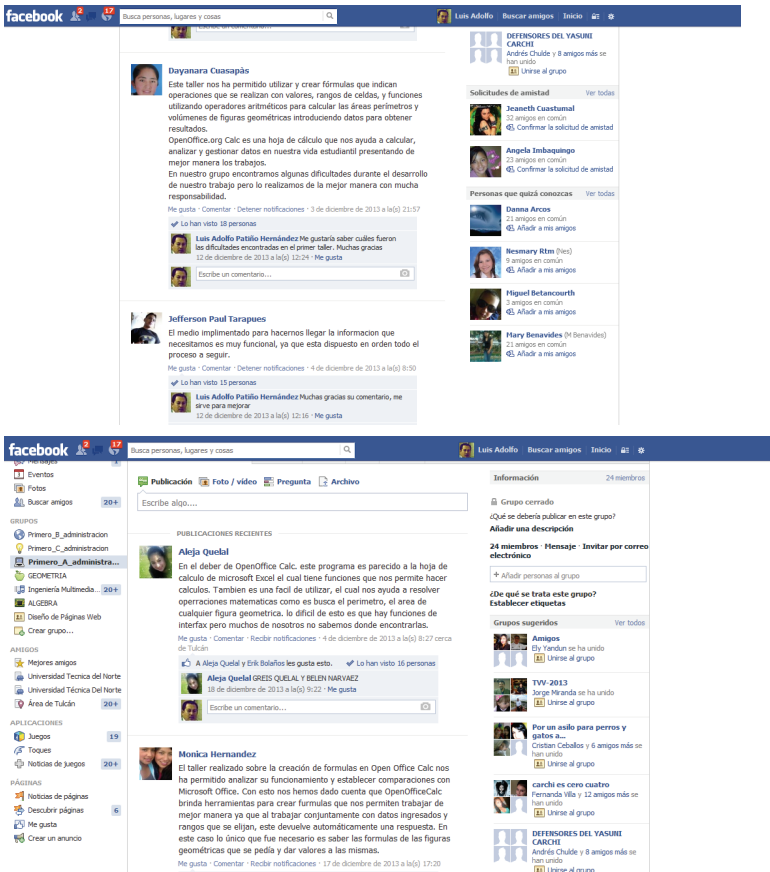 facebook 2 17 Busca personas, lugares y cosas Luis Adolfo Buscar amigos Inicio
Escribe un comentario...
Dayanara Cuasapás
Este taller nos ha permitido utilizar y crear fórmulas que indican
operaciones que se realizan con valores, rangos de celdas, y funciones
utilizando operadores aritméticos para calcular las áreas perímetros y
volúmenes de figuras geométricas introduciendo datos para obtener
resultados.
OpenOffice.org Calc es una hoja de cálculo que nos ayuda a calcular,
analizar y gestionar datos en nuestra vida estudiantil presentando de
mejor manera los trabajos.
En nuestro grupo encontramos algunas dificultades durante el desarrollo
de nuestro trabajo pero lo realizamos de la mejor manera con mucha
responsabilidad.
Me gusta · Comentar · Detener notificaciones · 3 de diciembre de 2013 a la(s) 21:57
Lo han visto 18 personas
Luis Adolfo Patiño Hernández Me gustaría saber cuáles fueron
las dificultades encontradas en el primer taller. Muchas gracias
12 de diciembre de 2013 a la(s) 12:24 · Me gusta
Escribe un comentario...
Jefferson Paul Tarapues
El medio implimentado para hacernos llegar la informacion que
necesitamos es muy funcional, ya que esta dispuesto en orden todo el
proceso a seguir.
Me gusta · Comentar · Detener notificaciones · 4 de diciembre de 2013 a la(s) 8:50
Lo han visto 15 personas
Luis Adolfo Patiño Hernández Muchas gracias su comentario, me
sirve para mejorar
12 de diciembre de 2013 a la(s) 12:16 · Me gusta
DEFENSORES DEL YASUNI
CARCHI
Andrés Chulde y 8 amigos más se
han unido
Unirse al grupo
Solicitudes de amistad Ver todas
Jeaneth Cuastumal
32 amigos en común
Confirmar la solicitud de amistad
Angela Imbaquingo
23 amigos en común
Confirmar la solicitud de amistad
Personas que quizá conozcas Ver todas
Danna Arcos
21 amigos en común
Añadir a mis amigos
Nesmary Rtm (Nes)
9 amigos en común
Añadir a mis amigos
Miguel Betancourth
3 amigos en común
Añadir a mis amigos
Mary Benavides (M Benavides)
21 amigos en común
Añadir a mis amigos
facebook 2 17 Busca personas, lugares y cosas Luis Adolfo Buscar amigos Inicio
Mensajes 1
Eventos
Fotos
Buscar amigos 20+
GRUPOS
Primero_B_administracion
Primero_C_administracion
Primero_A_administra...
GEOMETRIA
Ingeniería Multimedia... 20+
ALGEBRA
Diseño de Páginas Web
Crear grupo...
AMIGOS
Mejores amigos
Universidad Tecnica del Norte
Universidad Técnica Del Norte
Área de Tulcán 20+
APLICACIONES
Juegos 19
Toques
Noticias de juegos 20+
PÁGINAS
Noticias de páginas
Descubrir páginas 6
Me gusta
Crear un anuncio
Publicación Foto / vídeo Pregunta Archivo
Escribe algo....
PUBLICACIONES RECIENTES
Aleja Quelal
En el deber de OpenOffice Calc. este programa es parecido a la hoja de
calculo de microsoft Excel el cual tiene funciones que nos permite hacer
calculos. Tambien es una facil de utilizar, el cual nos ayuda a resolver
operraciones matematicas como es busca el perimetro, el area de
cualquier figura geometrica. lo dificil de esto es que hay funciones de
interfax pero muchos de nosotros no sabemos donde encontrarlas.
Me gusta · Comentar · Recibir notificaciones · 4 de diciembre de 2013 a la(s) 8:27 cerca
de Tulcán
A Aleja Quelal y Erik Bolaños les gusta esto. Lo han visto 16 personas
Aleja Quelal GREIS QUELAL Y BELEN NARVAEZ
18 de diciembre de 2013 a la(s) 9:22 · Me gusta
Escribe un comentario...
Monica Hernandez
El taller realizado sobre la creación de formulas en Open Office Calc nos
ha permitido analizar su funcionamiento y establecer comparaciones con
Microsoft Office. Con esto nos hemos dado cuenta que OpenOfficeCalc
brinda herramientas para crear furmulas que nos permiten trabajar de
mejor manera ya que al trabajar conjuntamente con datos ingresados y
rangos que se elijan, este devuelve automáticamente una respuesta. En
este caso lo único que fue necesario es saber las formulas de las figuras
geométricas que se pedía y dar valores a las mismas.
Me gusta · Comentar · Recibir notificaciones · 17 de diciembre de 2013 a la(s) 17:20
Información 24 miembros
Grupo cerrado
¿Qué se debería publicar en este grupo?
Añadir una descripción
24 miembros · Mensaje · Invitar por correo
electrónico
+ Añadir personas al grupo
¿De qué se trata este grupo?
Establecer etiquetas
Grupos sugeridos Ver todos
Amigos
Ely Yandun se ha unido
Unirse al grupo
TVV-2013
Jorge Miranda se ha unido
Unirse al grupo
Por un asilo para perros y
gatos a...
Cristian Ceballos y 6 amigos más se
han unido
Unirse al grupo
carchi es cero cuatro
Fernanda Villa y 12 amigos más se
han unido
Unirse al grupo
DEFENSORES DEL YASUNI
CARCHI
Andrés Chulde y 8 amigos más se
han unido
Unirse al grupo